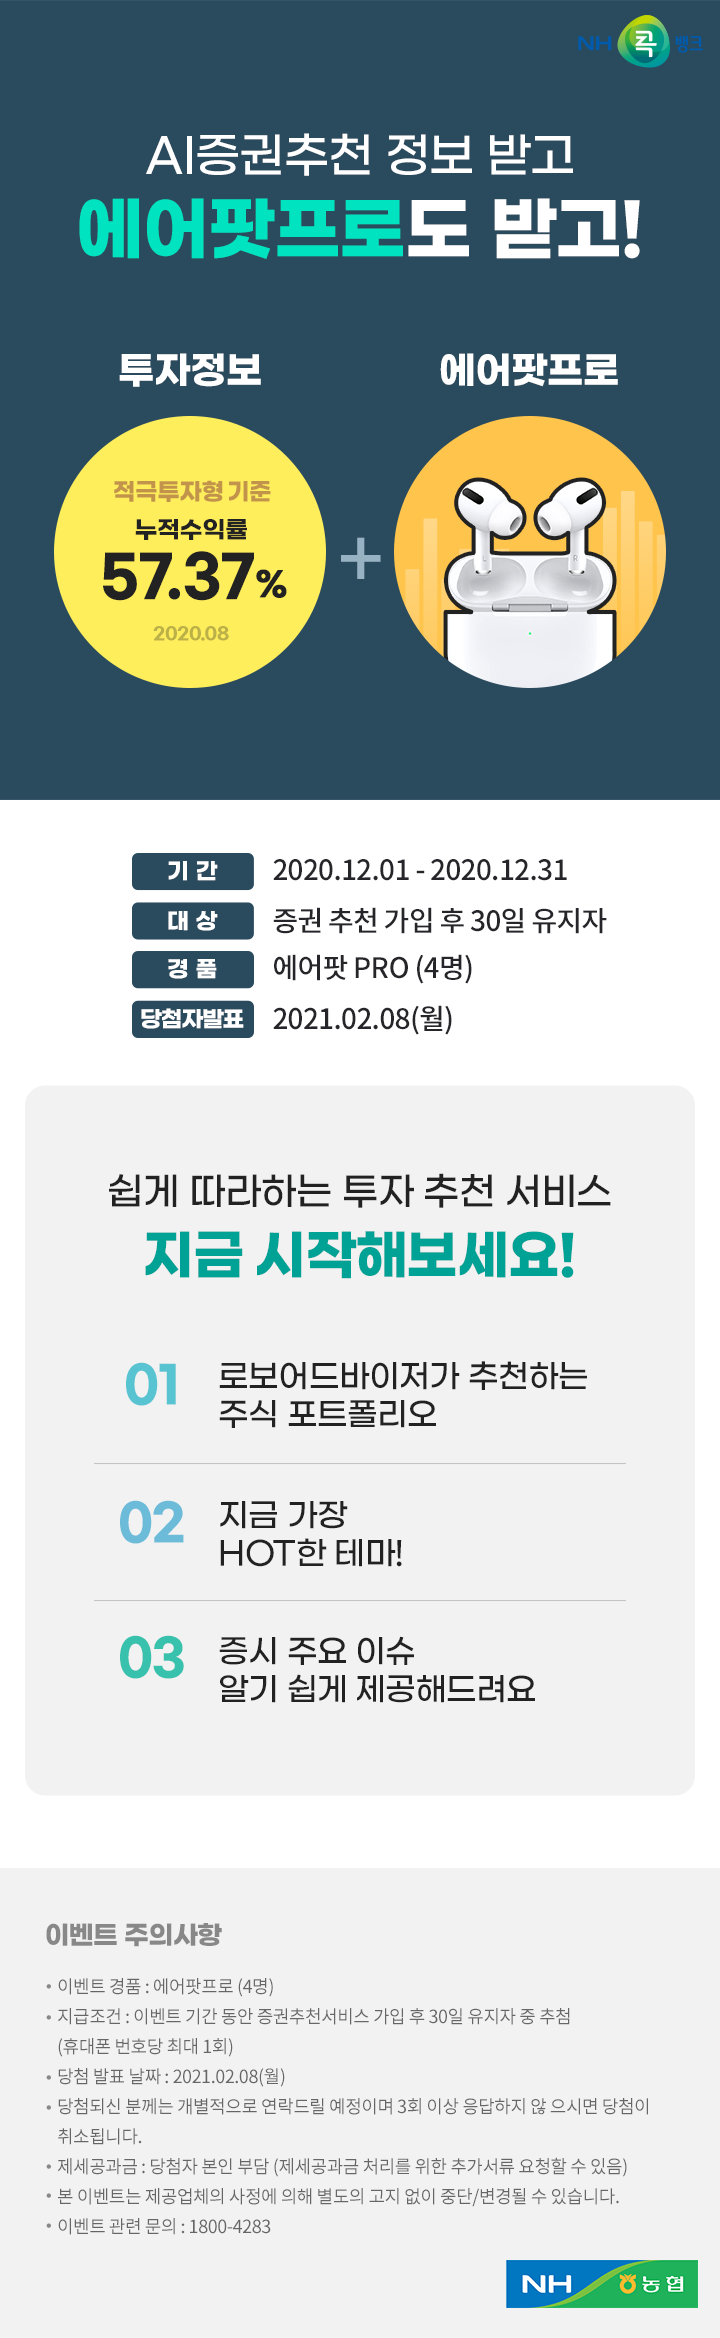 NH 콕 뱅크
AI증권추천 정보 받고
에어팟프로도 받고!
투자정보
에어팟프로
적극투자형 기준
누적수익률
57.37%
2020.08
+
L R
기 간 2020.12.01 - 2020.12.31
대 상 증권 추천 가입 후 30일 유지자
경 품 에어팟 PRO (4명)
당첨자발표 2021.02.08(월)
쉽게 따라하는 투자 추천 서비스
지금 시작해보세요!
01 로보어드바이저가 추천하는
주식 포트폴리오
02 지금 가장
HOT한 테마!
03 증시 주요 이슈
알기 쉽게 제공해드려요
이벤트 주의사항
• 이벤트 경품 : 에어팟프로 (4명)
• 지급조건 : 이벤트 기간 동안 증권추천서비스 가입 후 30일 유지자 중 추첨
(휴대폰 번호당 최대 1회)
• 당첨 발표 날짜 : 2021.02.08(월)
• 당첨되신 분께는 개별적으로 연락드릴 예정이며 3회 이상 응답하지 않 으시면 당첨이
취소됩니다.
• 제세공과금 : 당첨자 본인 부담 (제세공과금 처리를 위한 추가서류 요청할 수 있음)
• 본 이벤트는 제공업체의 사정에 의해 별도의 고지 없이 중단/변경될 수 있습니다.
• 이벤트 관련 문의 : 1800-4283
NH 농협